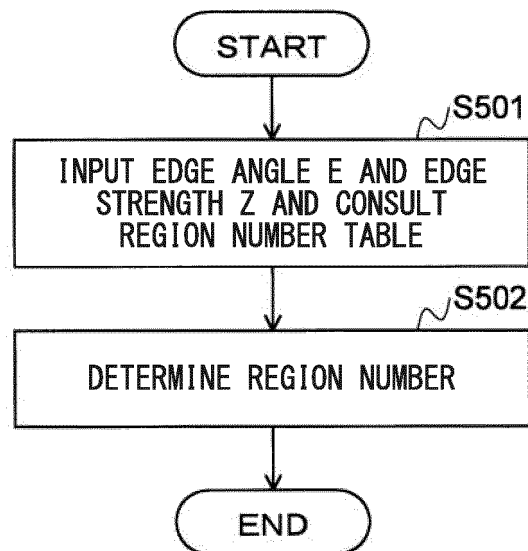 START
S501
INPUT EDGE ANGLE E AND EDGE
STRENGTH Z AND CONSULT
REGION NUMBER TABLE
S502
DETERMINE REGION NUMBER
END